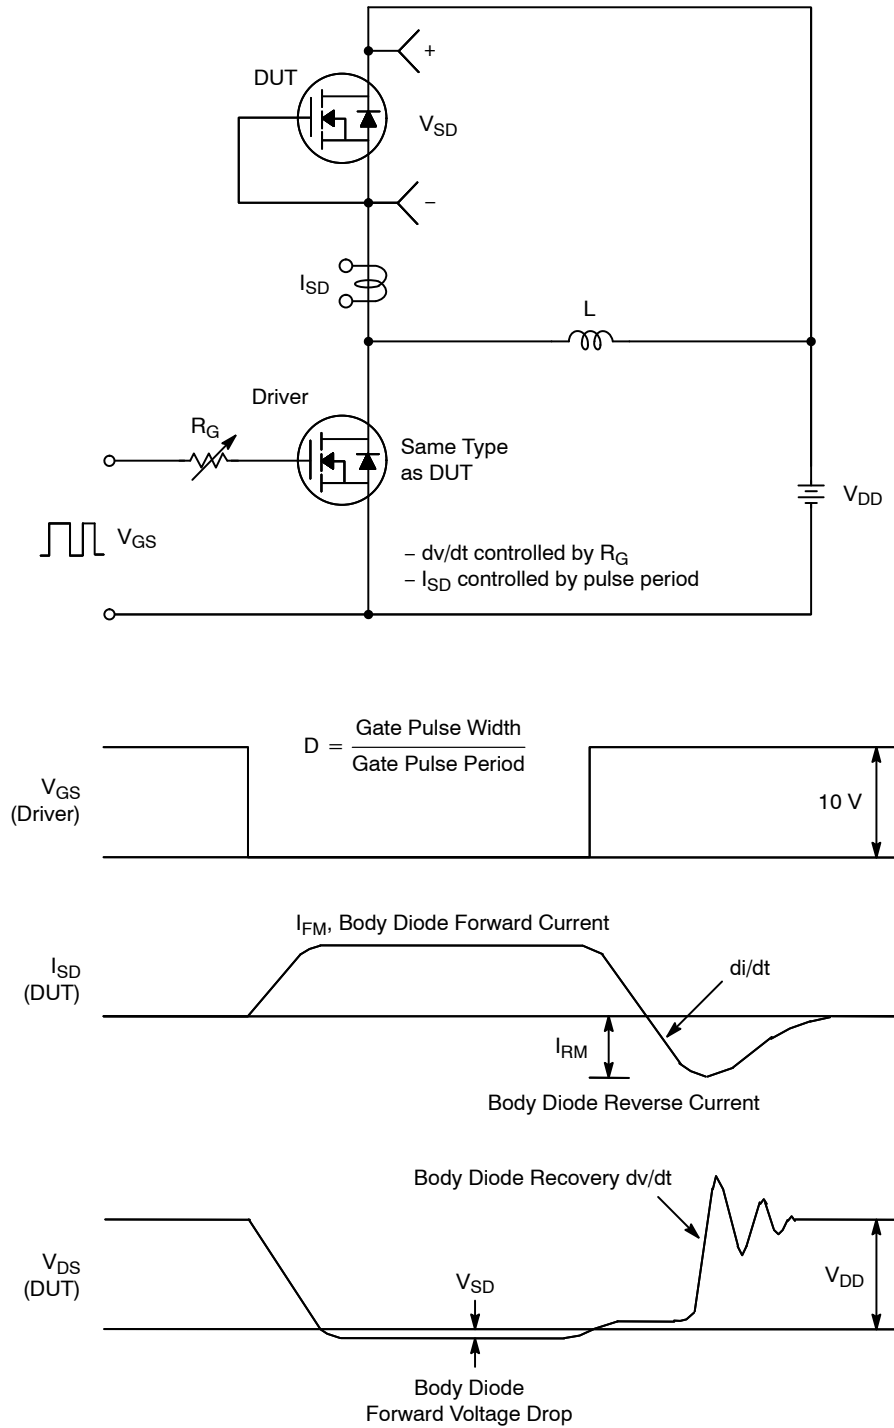 +
DUT
V_SD
−
I_SD
L
Driver
R_G
Same Type
as DUT
V_DD
V_GS
− dv/dt controlled by R_G
− I_SD controlled by pulse period
D = Gate Pulse Width
Gate Pulse Period
V_GS
(Driver)
10 V
I_FM, Body Diode Forward Current
I_SD
(DUT)
di/dt
I_RM
Body Diode Reverse Current
Body Diode Recovery dv/dt
V_DS
(DUT)
V_SD
V_DD
Body Diode
Forward Voltage Drop